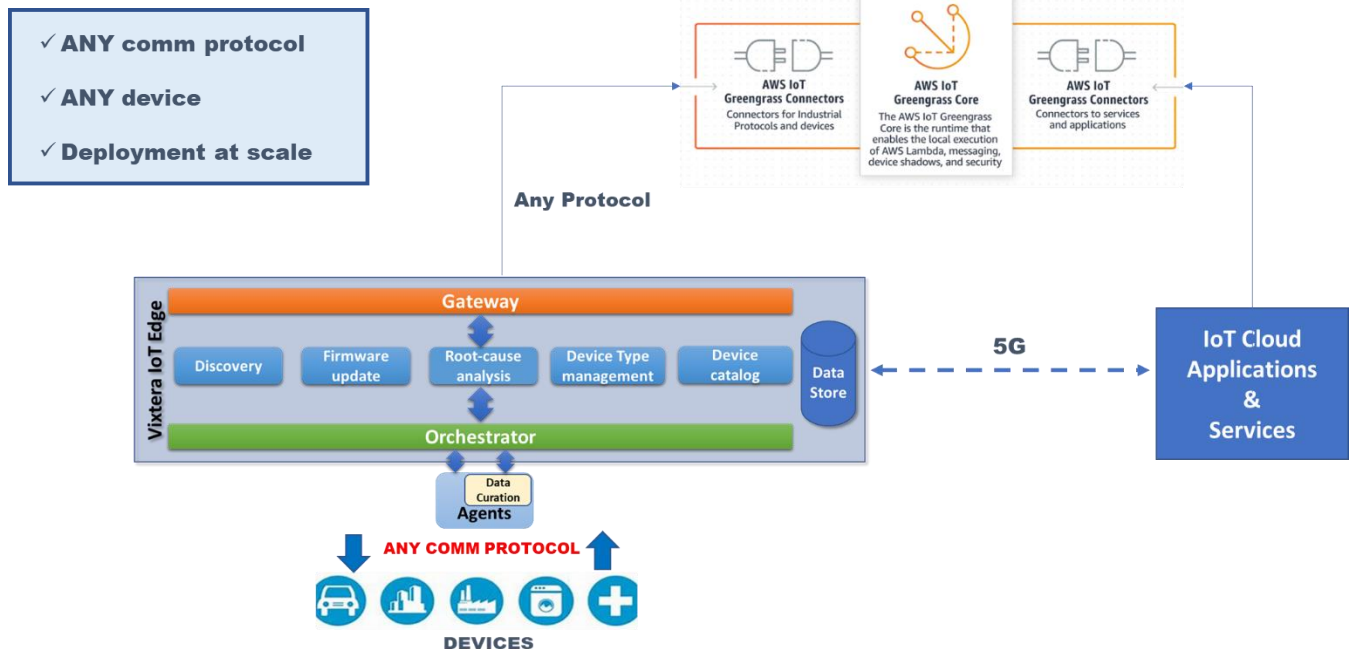 ✓ ANY comm protocol
✓ ANY device
✓ Deployment at scale
AWS IoT
Greengrass Connectors
Connectors for Industrial
Protocols and devices
AWS IoT
Greengrass Core
The AWS IoT Greengrass
Core is the runtime that
enables the local execution
of AWS Lambda, messaging,
device shadows, and security
AWS IoT
Greengrass Connectors
Connectors to services
and applications
Any Protocol
Vixtera IoT Edge
Gateway
Discovery
Firmware
update
Root-cause
analysis
Device Type
management
Device
catalog
Data
Store
Orchestrator
Data
Curation
Agents
5G
IoT Cloud
Applications
&
Services
ANY COMM PROTOCOL
DEVICES